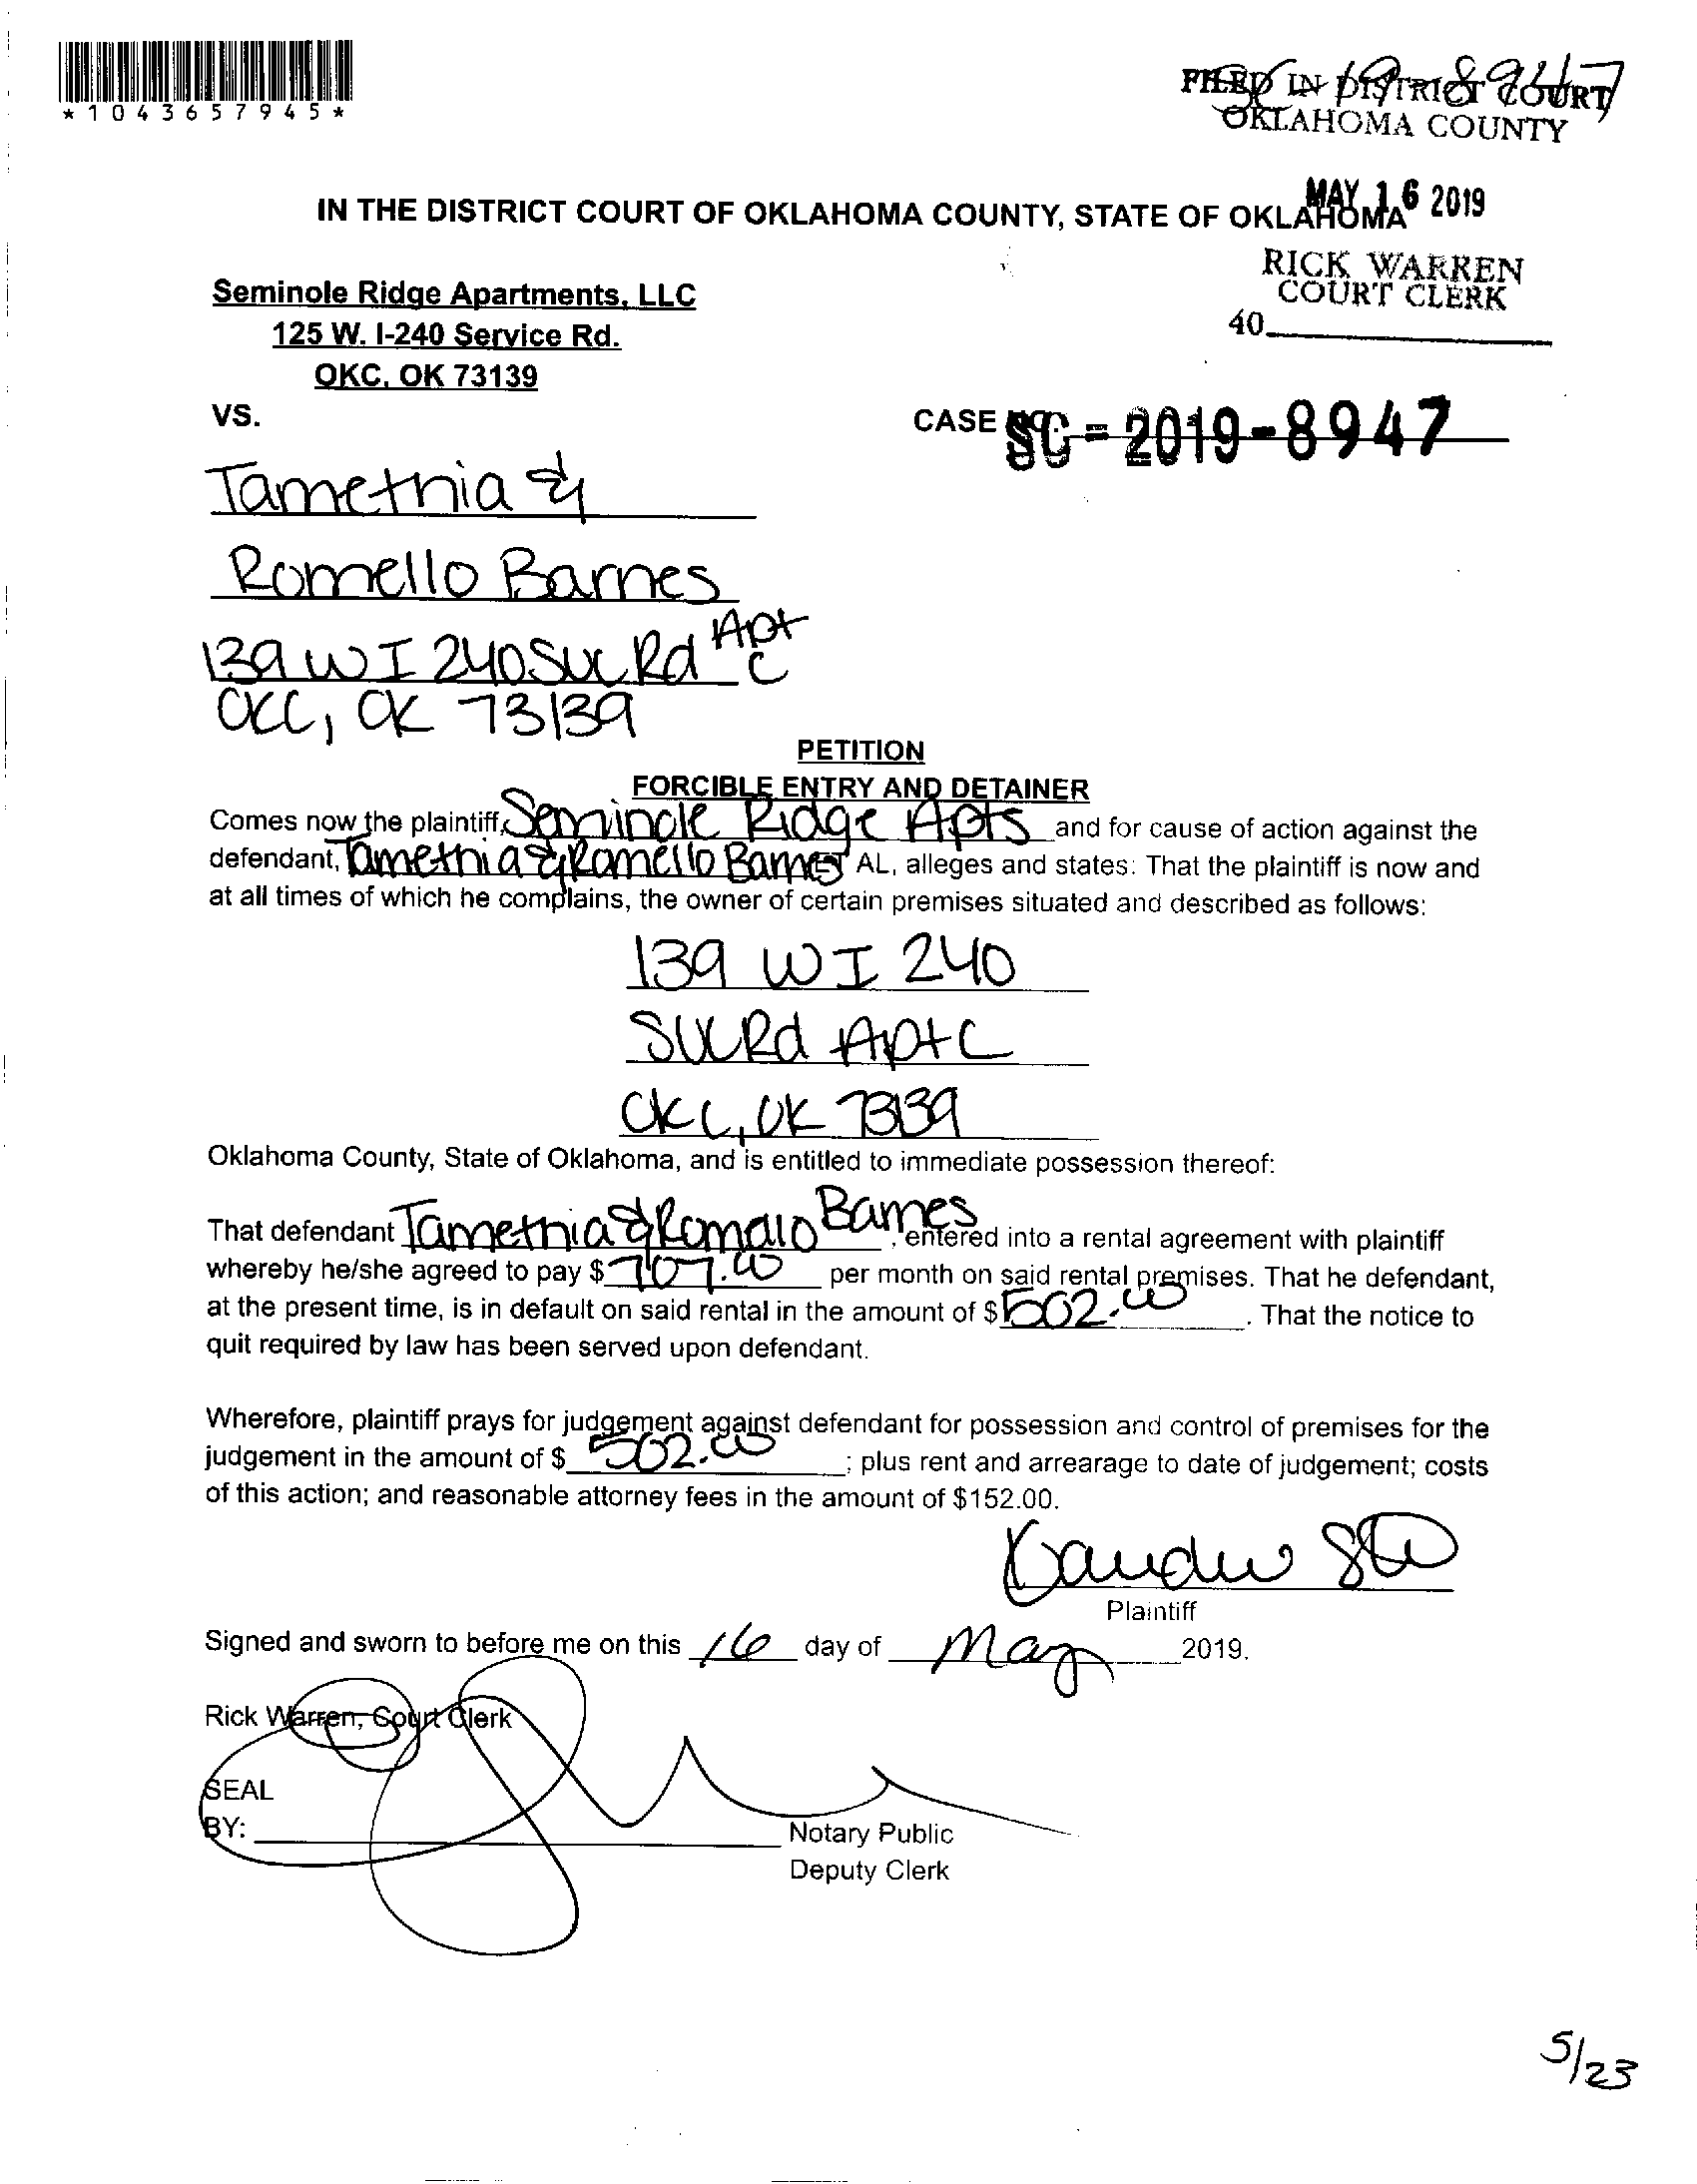 *1043657945*
SC 19 8947
FILED IN DISTRICT COURT
OKLAHOMA COUNTY
MAY 16 2019
IN THE DISTRICT COURT OF OKLAHOMA COUNTY, STATE OF OKLAHOMA
RICK WARREN
COURT CLERK
40
Seminole Ridge Apartments, LLC
125 W. I-240 Service Rd.
OKC, OK 73139
VS.
CASE NO. SC - 2019-8947
Tamethia &
Romello Barnes
139 W I 240 SVC Rd Apt
C
OKC, OK 73139
PETITION
FORCIBLE ENTRY AND DETAINER
Comes now the plaintiff, Seminole Ridge Apts and for cause of action against the
defendant, Tamethia & Romello Barnes ET AL, alleges and states: That the plaintiff is now and
at all times of which he complains, the owner of certain premises situated and described as follows:
139 W I 240
SVC Rd Apt C
OKC, OK 73139
Oklahoma County, State of Oklahoma, and is entitled to immediate possession thereof:
That defendant Tamethia & Romalo Barnes, entered into a rental agreement with plaintiff
whereby he/she agreed to pay $ 707.00 per month on said rental premises. That he defendant,
at the present time, is in default on said rental in the amount of $ 502.00. That the notice to
quit required by law has been served upon defendant.
Wherefore, plaintiff prays for judgement against defendant for possession and control of premises for the
judgement in the amount of $ 502.00; plus rent and arrearage to date of judgement; costs
of this action; and reasonable attorney fees in the amount of $152.00.
Plaintiff
Signed and sworn to before me on this 16 day of May 2019.
Rick Warren, Court Clerk
SEAL
BY:
Notary Public
Deputy Clerk
5/23